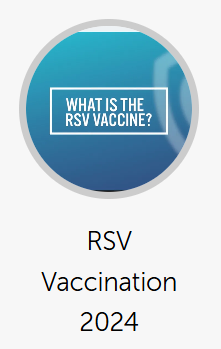 WHAT IS THE
RSV VACCINE?
RSV
Vaccination
2024